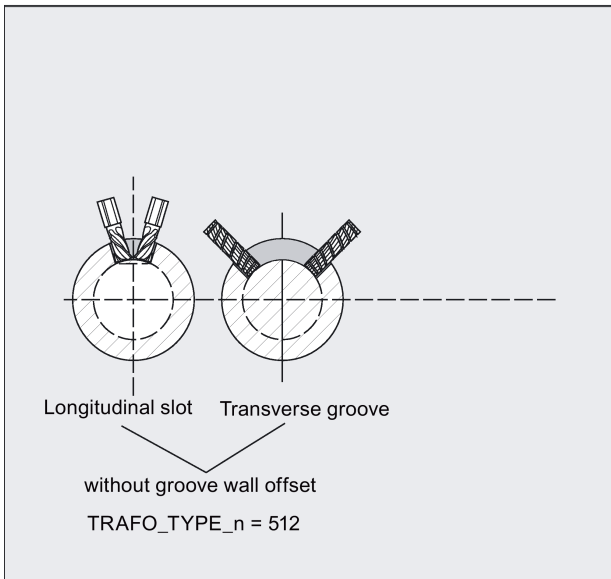 Longitudinal slot Transverse groove
without groove wall offset
TRAFO_TYPE_n = 512